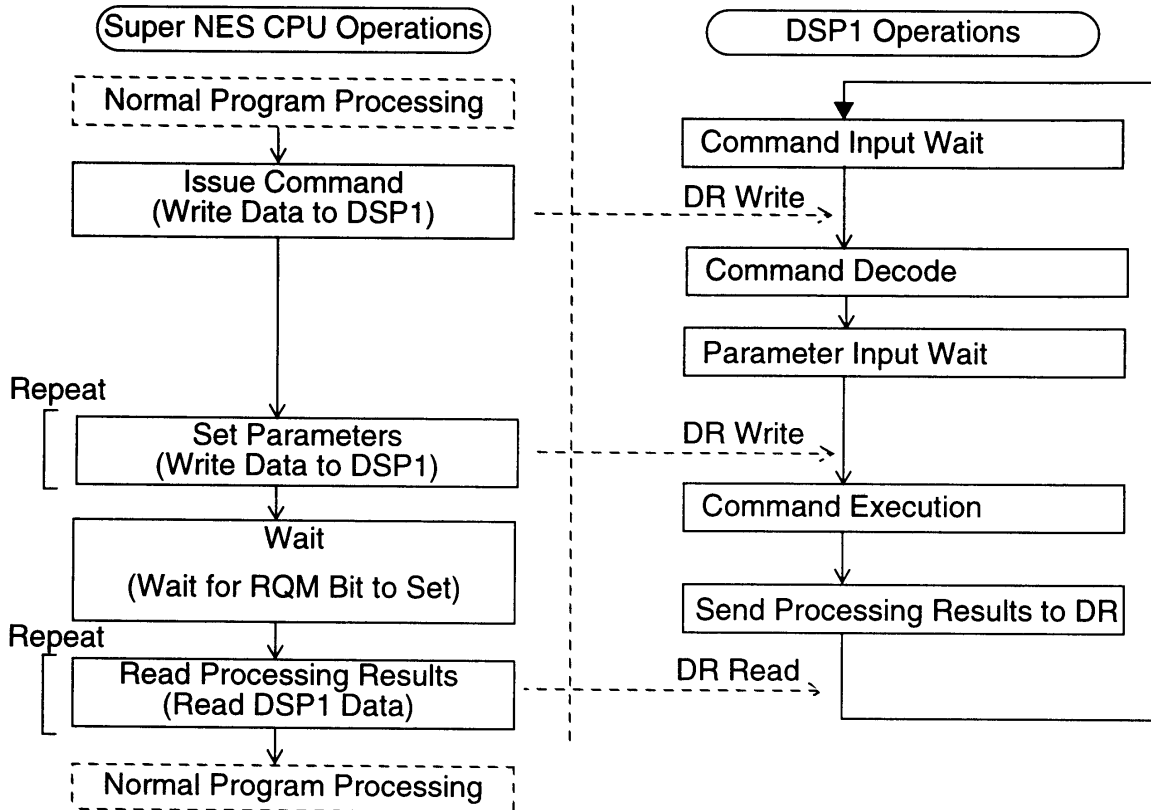 Super NES CPU Operations
Normal Program Processing
Issue Command
(Write Data to DSP1)
Repeat
Set Parameters
(Write Data to DSP1)
Wait
(Wait for RQM Bit to Set)
Repeat
Read Processing Results
(Read DSP1 Data)
Normal Program Processing
DSP1 Operations
Command Input Wait
DR Write
Command Decode
Parameter Input Wait
DR Write
Command Execution
Send Processing Results to DR
DR Read